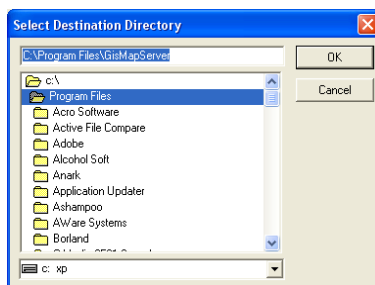 Select Destination Directory
C:\Program Files\GisMapServer
OK
Cancel
c:\
Program Files
Acro Software
Active File Compare
Adobe
Alcohol Soft
Anark
Application Updater
Ashampoo
AWare Systems
Borland
c: xp